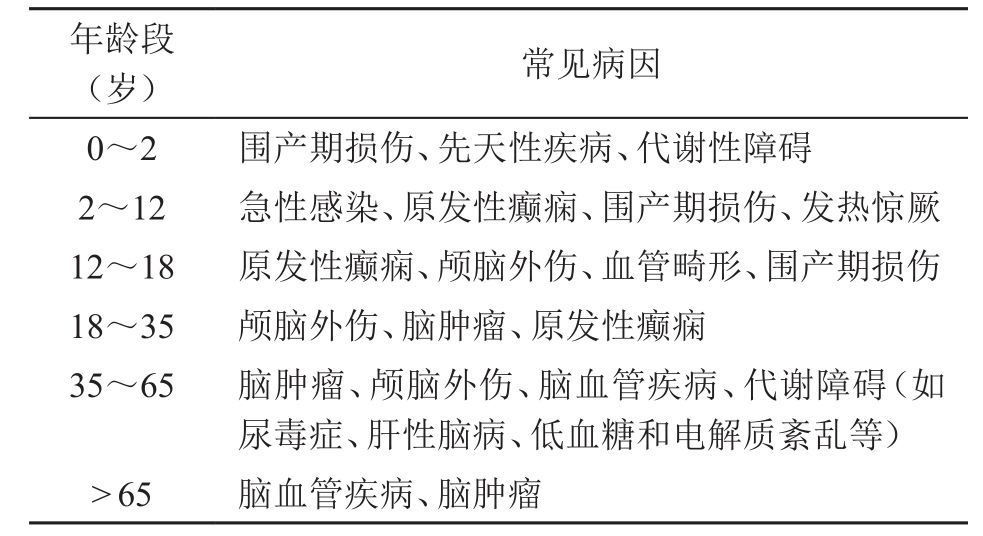 年龄段
（岁）
常见病因
0～2 围产期损伤、先天性疾病、代谢性障碍
2～12 急性感染、原发性癫痫、围产期损伤、发热惊厥
12～18 原发性癫痫、颅脑外伤、血管畸形、围产期损伤
18～35 颅脑外伤、脑肿瘤、原发性癫痫
35～65 脑肿瘤、颅脑外伤、脑血管疾病、代谢障碍（如
尿毒症、肝性脑病、低血糖和电解质紊乱等）
>65 脑血管疾病、脑肿瘤